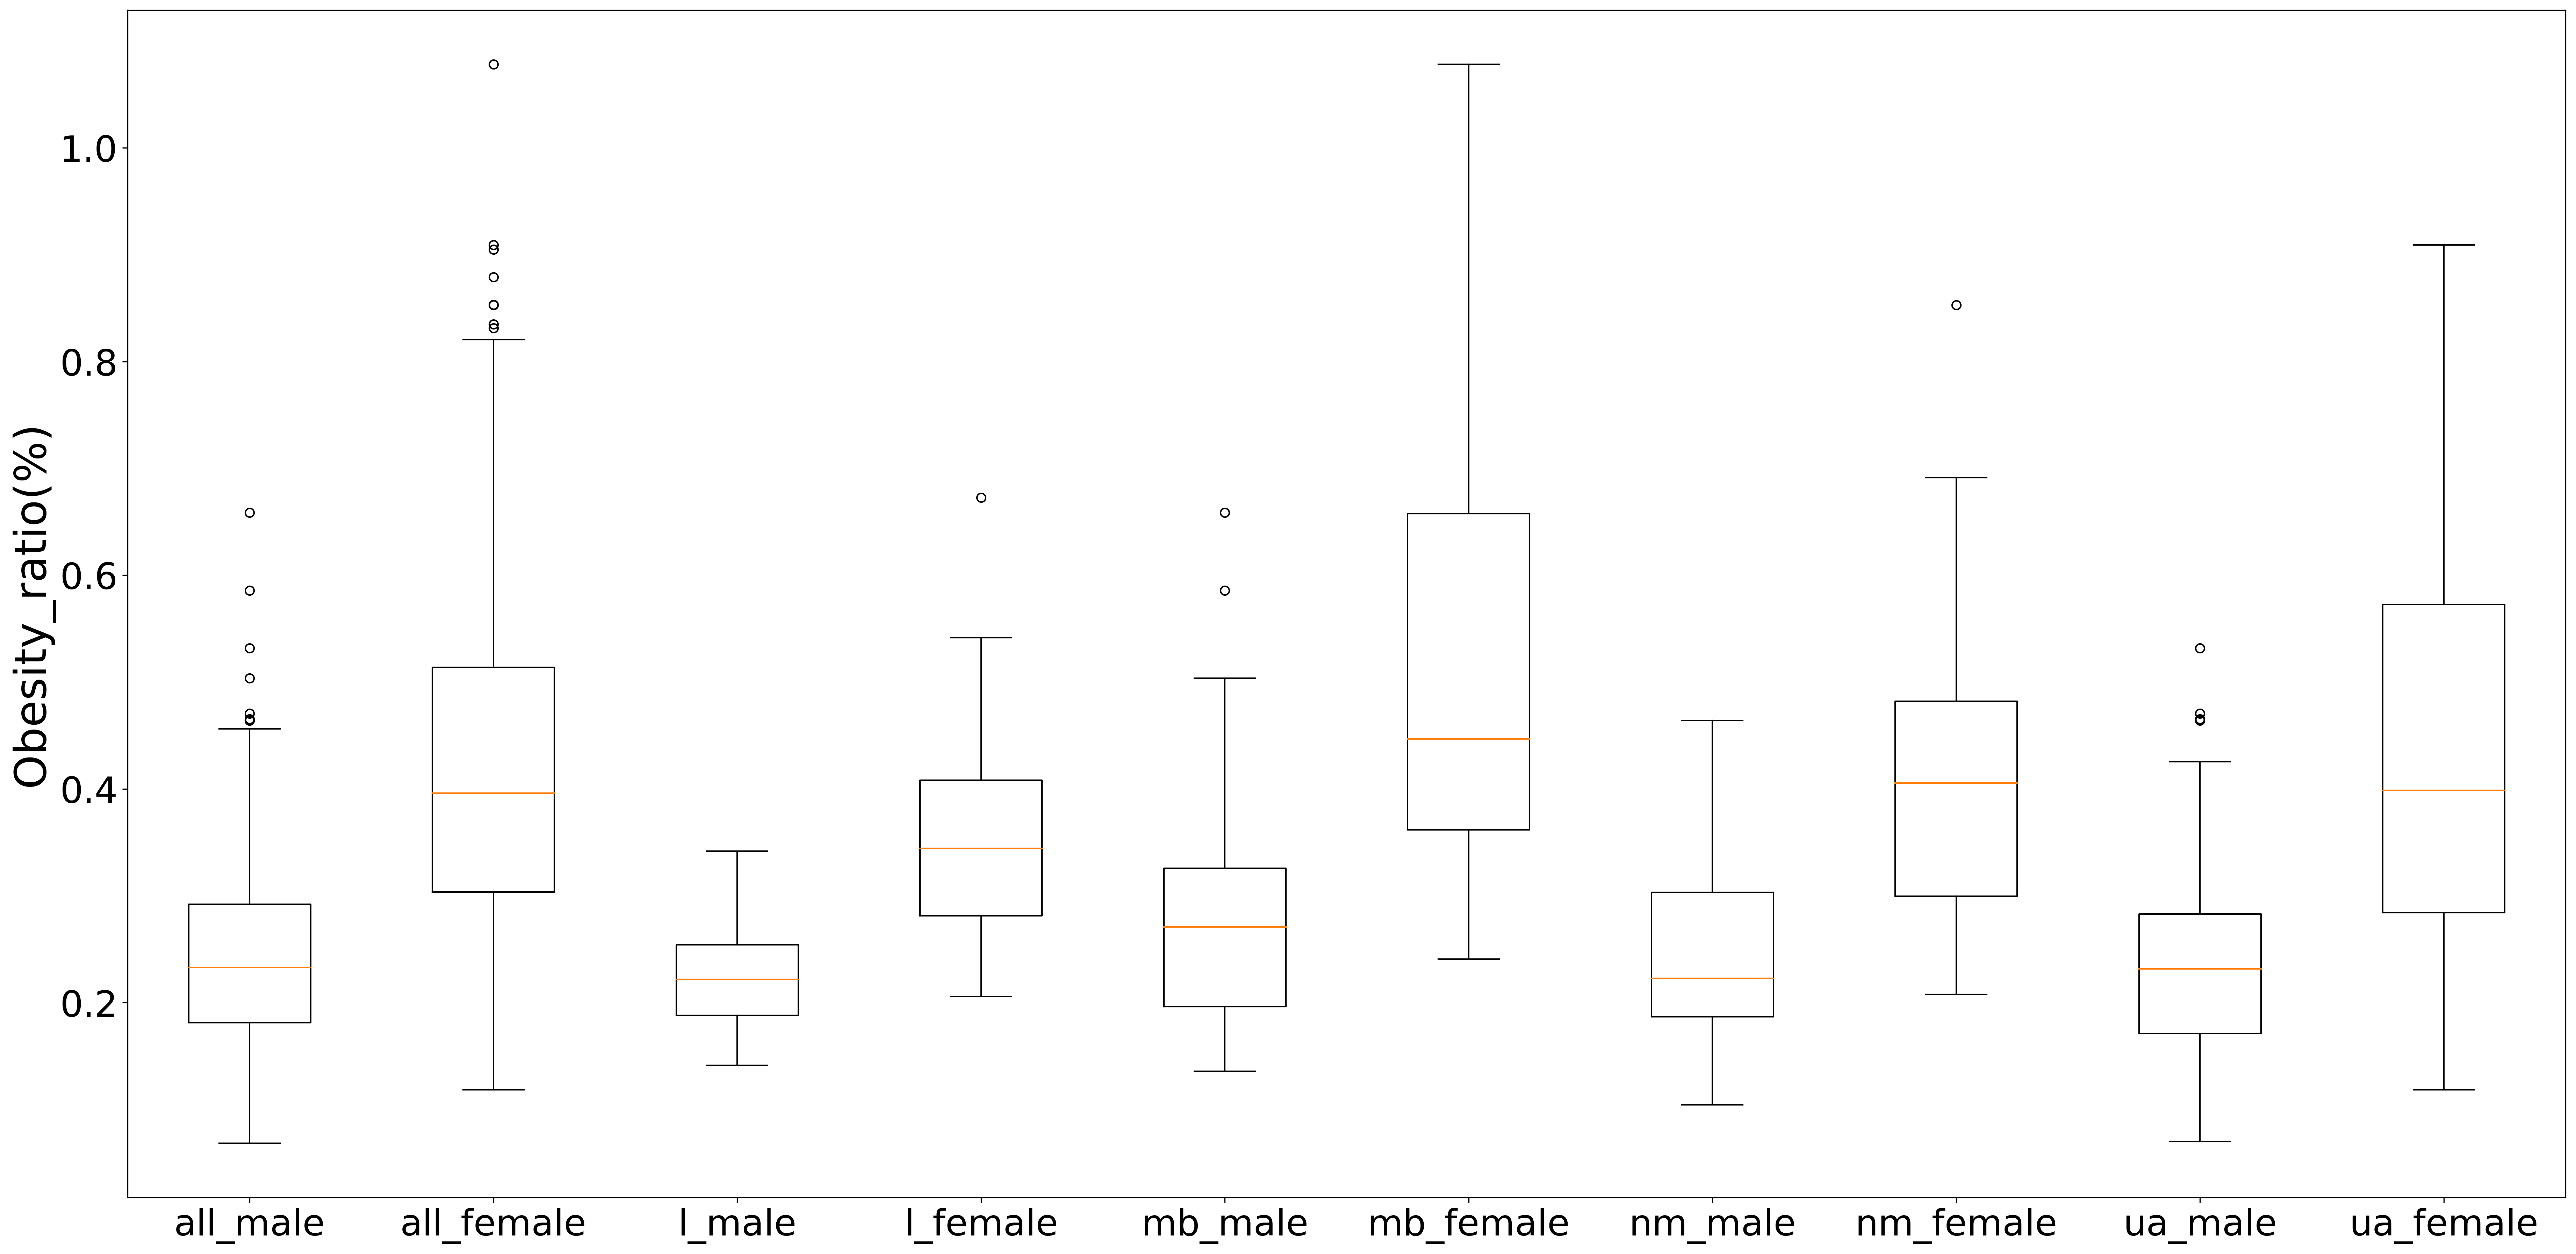 Obesity_ratio(%)
1.0
0.8
0.6
0.4
0.2
all_male all_female l_male l_female mb_male mb_female nm_male nm_female ua_male ua_female